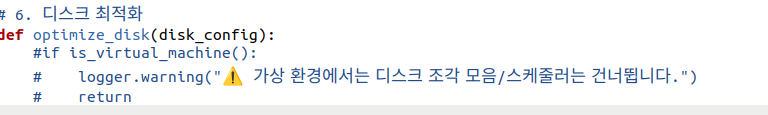 # 6. 디스크 최적화
def optimize_disk(disk_config):
    #if is_virtual_machine():
    #    logger.warning("⚠️ 가상 환경에서는 디스크 조각 모음/스케줄러는 건너뜁니다.")
    #    return